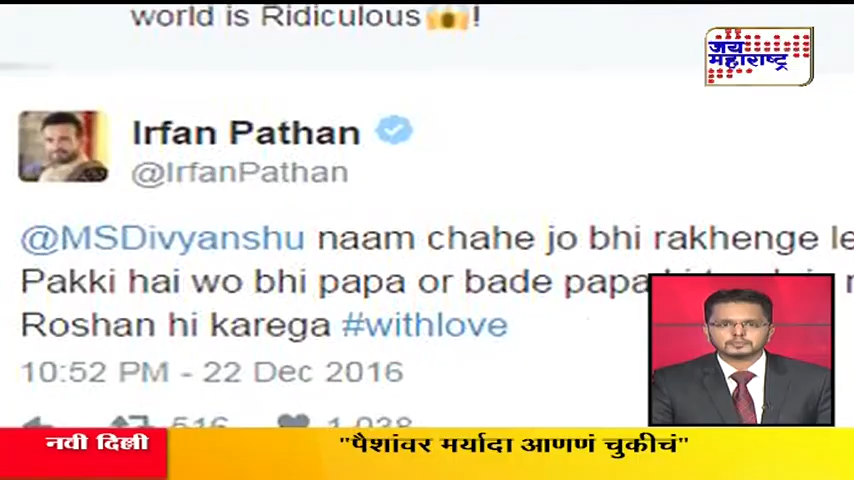 world is Ridiculous !
जय
महाराष्ट्र
Irfan Pathan
@IrfanPathan
@MSDivyanshu naam chahe jo bhi rakhenge
Pakki hai wo bhi papa or bade papa
Roshan hi karega #withlove
10:52 PM - 22 Dec 2016
नवी दिल्ली
"पैशांवर मर्यादा आणणं चुकीचं"